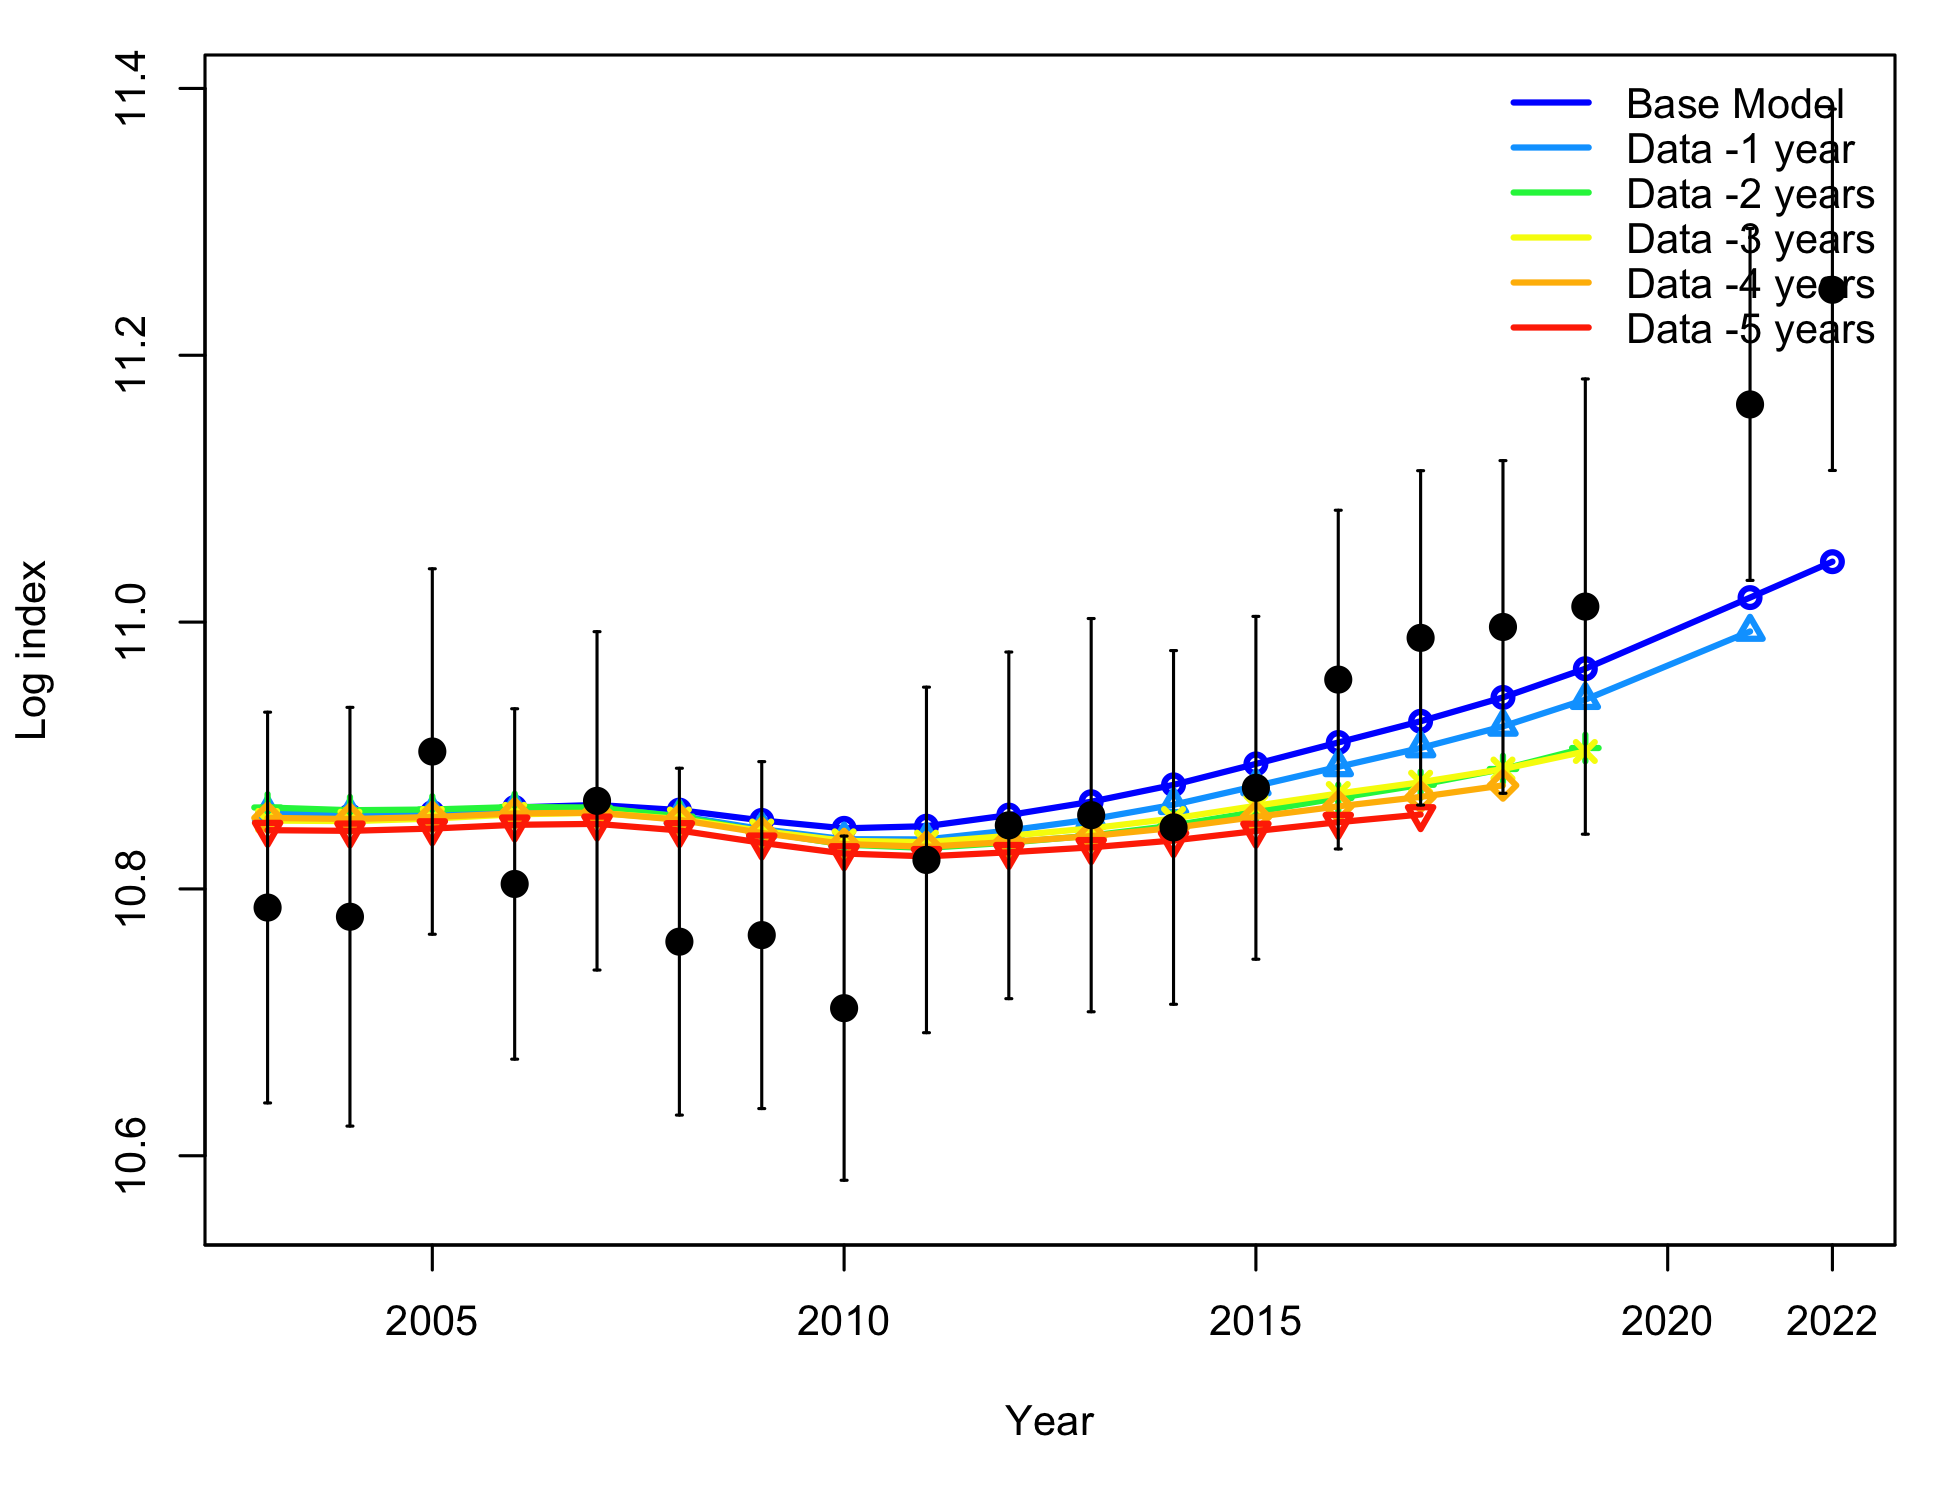 11.4
11.2
11.0
10.8
10.6
Log index
Base Model
Data -1 year
Data -2 years
Data -3 years
Data -4 years
Data -5 years
2005
2010
2015
2020
2022
Year